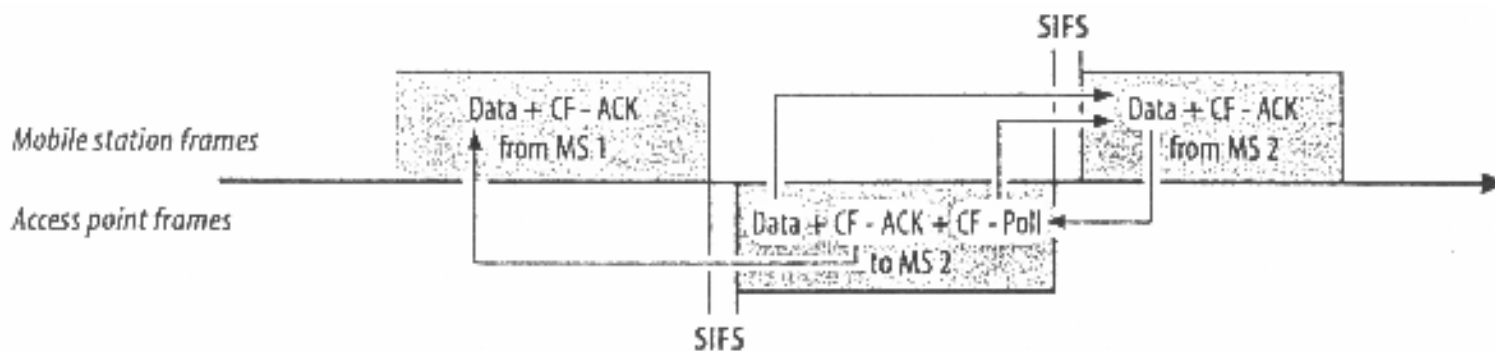 SIFS
Data + CF - ACK
from MS 1
Data + CF - ACK
from MS 2
Mobile station frames
Access point frames
Data + CF - ACK + CF - Poll
to MS 2
SIFS